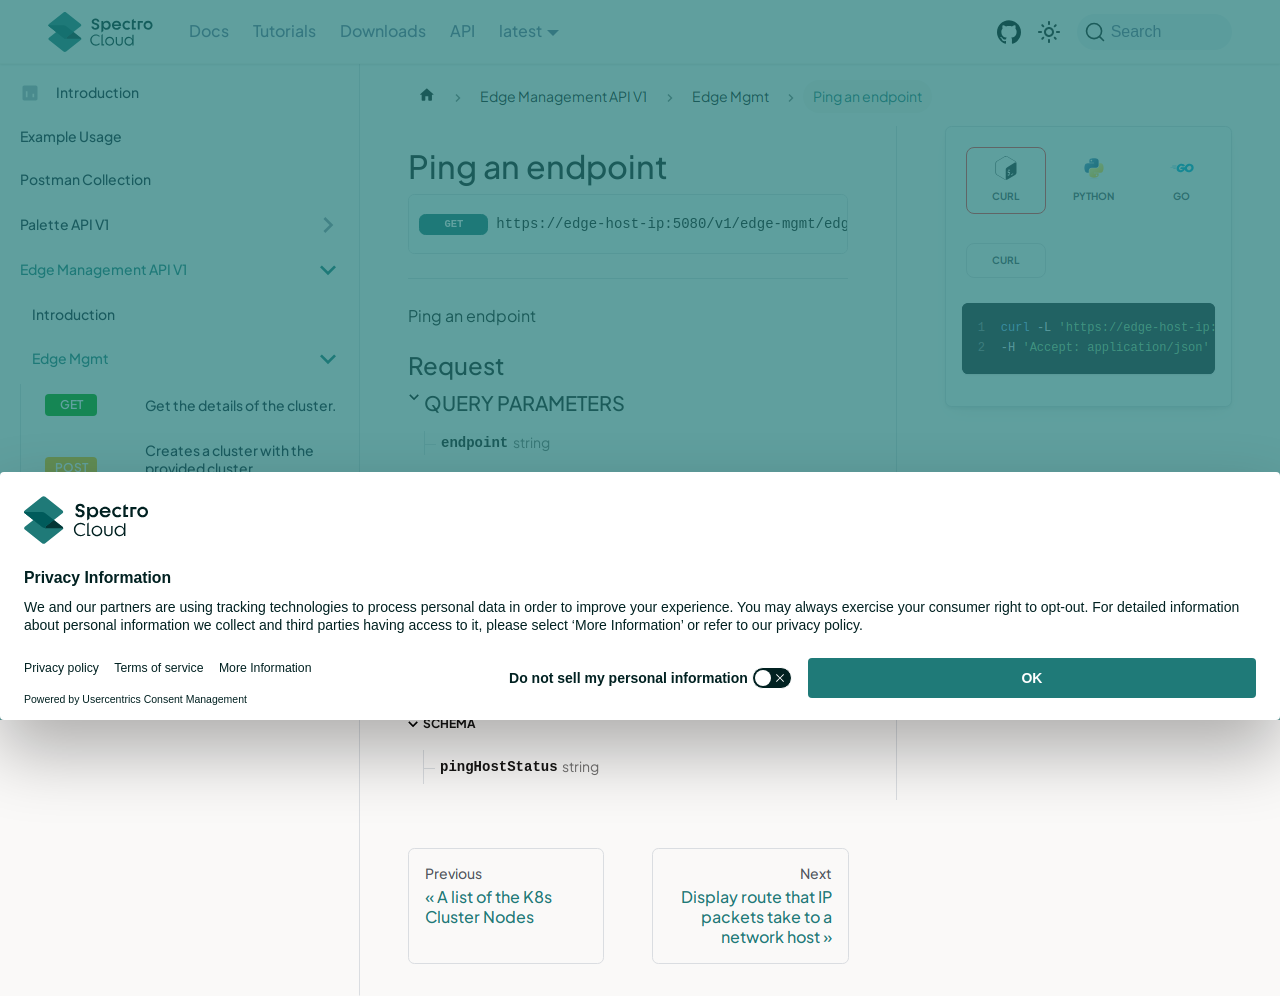 Spectro Cloud
Docs Tutorials Downloads API latest
Search
Introduction
Example Usage
Postman Collection
Palette API V1
Edge Management API V1
Introduction
Edge Mgmt
GET Get the details of the cluster.
POST Creates a cluster with the
provided cluster
Edge Management API V1 Edge Mgmt Ping an endpoint
Ping an endpoint
GET https://edge-host-ip:5080/v1/edge-mgmt/edg
Ping an endpoint
Request
QUERY PARAMETERS
endpoint string
CURL PYTHON GO
CURL
1 curl -L 'https://edge-host-ip:
2 -H 'Accept: application/json'
Spectro
Cloud
Privacy Information
We and our partners are using tracking technologies to process personal data in order to improve your experience. You may always exercise your consumer right to opt-out. For detailed information
about personal information we collect and third parties having access to it, please select ‘More Information’ or refer to our privacy policy.
Privacy policy Terms of service More Information
Powered by Usercentrics Consent Management
Do not sell my personal information
OK
SCHEMA
pingHostStatus string
Previous
« A list of the K8s
Cluster Nodes
Next
Display route that IP
packets take to a
network host »